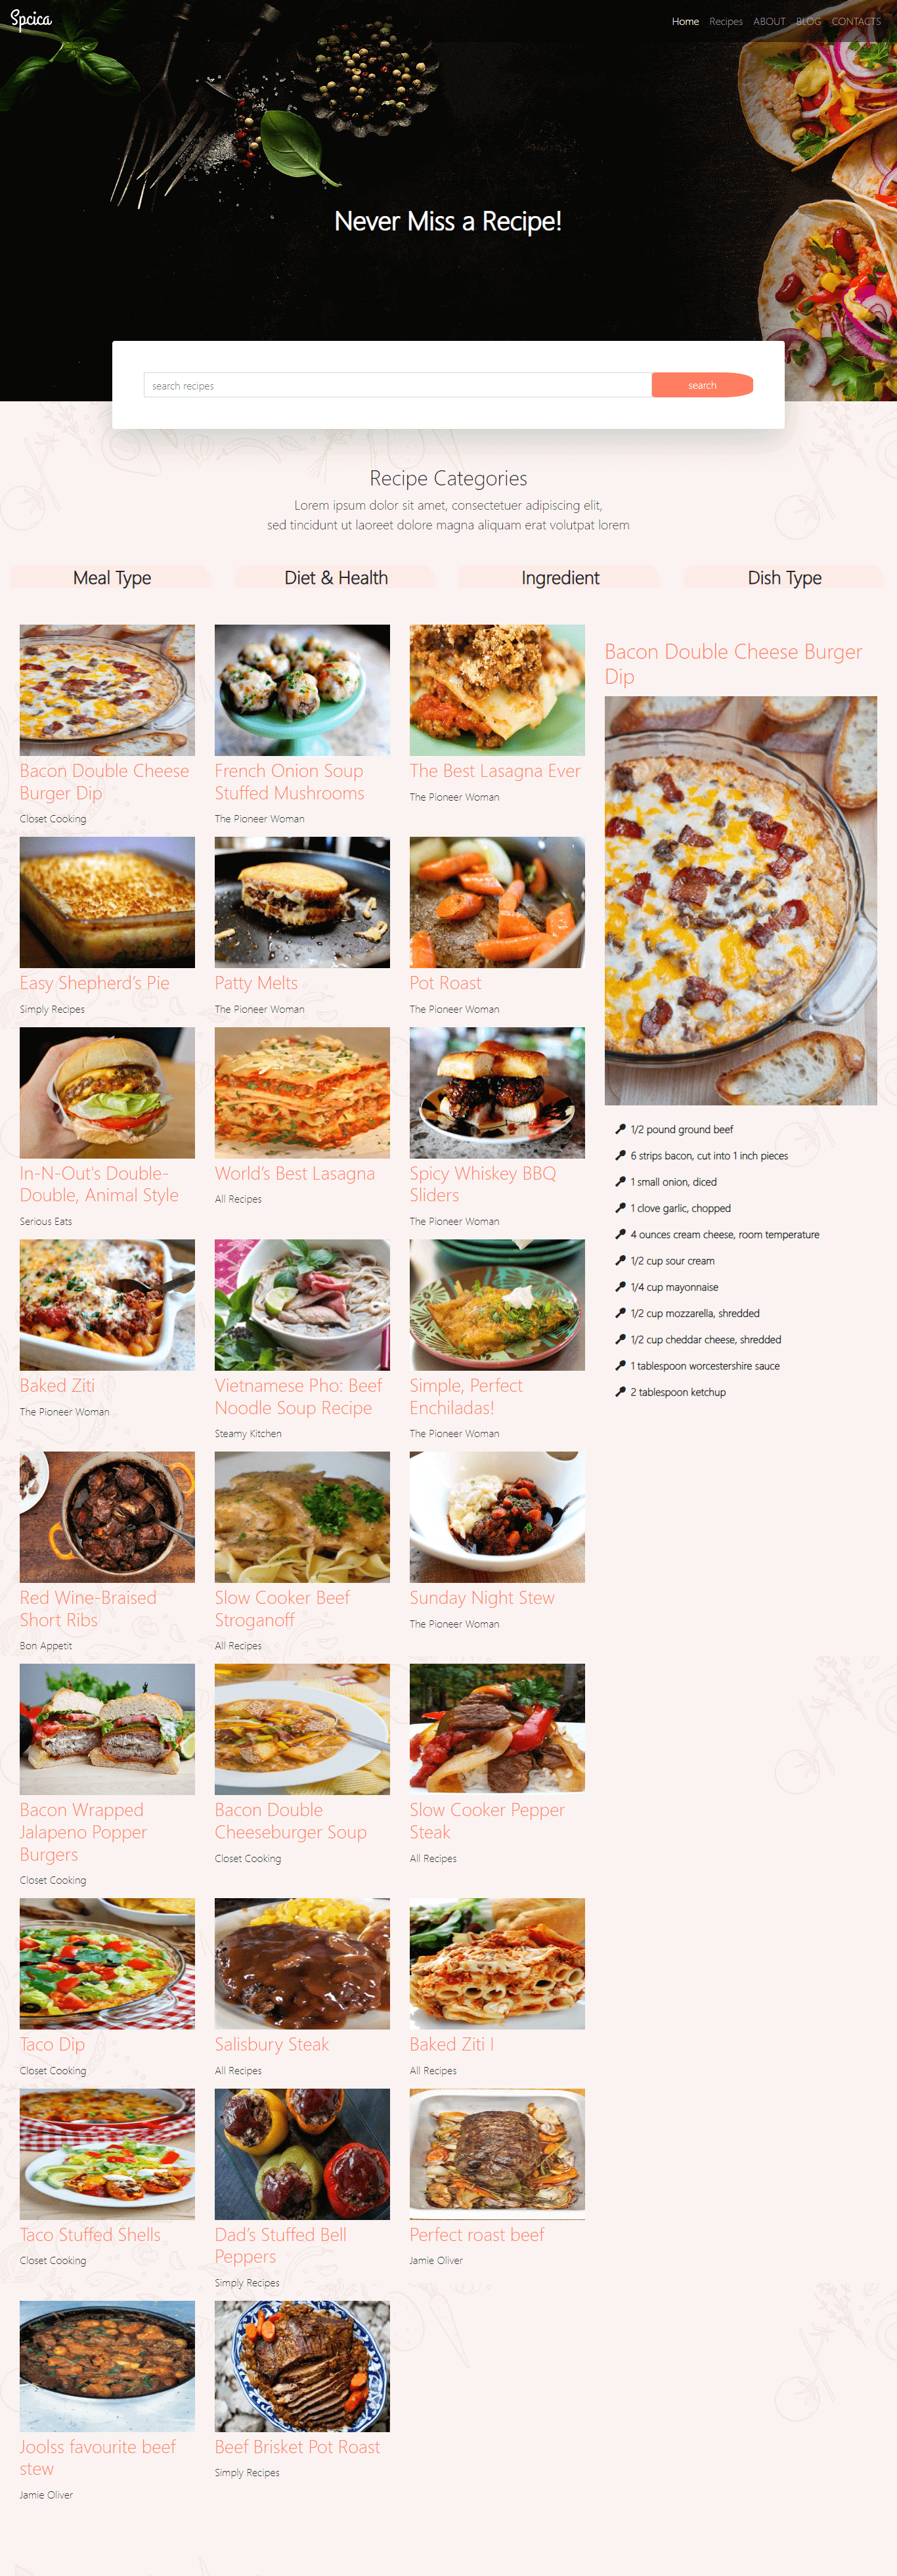 Spcica
Home Recipes ABOUT BLOG CONTACTS
Never Miss a Recipe!
search recipes
search
Recipe Categories
Lorem ipsum dolor sit amet, consectetuer adipiscing elit,
sed tincidunt ut laoreet dolore magna aliquam erat volutpat lorem
Meal Type
Diet & Health
Ingredient
Dish Type
Bacon Double Cheese
Burger Dip
Closet Cooking
French Onion Soup
Stuffed Mushrooms
The Pioneer Woman
The Best Lasagna Ever
The Pioneer Woman
Easy Shepherd's Pie
Simply Recipes
Patty Melts
The Pioneer Woman
Pot Roast
The Pioneer Woman
In-N-Out's Double-
Double, Animal Style
Serious Eats
World's Best Lasagna
All Recipes
Spicy Whiskey BBQ
Sliders
The Pioneer Woman
Baked Ziti
The Pioneer Woman
Vietnamese Pho: Beef
Noodle Soup Recipe
Steamy Kitchen
Simple, Perfect
Enchiladas!
The Pioneer Woman
Red Wine-Braised
Short Ribs
Bon Appetit
Slow Cooker Beef
Stroganoff
All Recipes
Sunday Night Stew
The Pioneer Woman
Bacon Wrapped
Jalapeno Popper
Burgers
Closet Cooking
Bacon Double
Cheeseburger Soup
Closet Cooking
Slow Cooker Pepper
Steak
All Recipes
Taco Dip
Closet Cooking
Salisbury Steak
All Recipes
Baked Ziti I
All Recipes
Taco Stuffed Shells
Closet Cooking
Dad's Stuffed Bell
Peppers
Simply Recipes
Perfect roast beef
Jamie Oliver
Joolss favourite beef
stew
Jamie Oliver
Beef Brisket Pot Roast
Simply Recipes
Bacon Double Cheese Burger
Dip
1/2 pound ground beef
6 strips bacon, cut into 1 inch pieces
1 small onion, diced
1 clove garlic, chopped
4 ounces cream cheese, room temperature
1/2 cup sour cream
1/4 cup mayonnaise
1/2 cup mozzarella, shredded
1/2 cup cheddar cheese, shredded
1 tablespoon worcestershire sauce
2 tablespoon ketchup